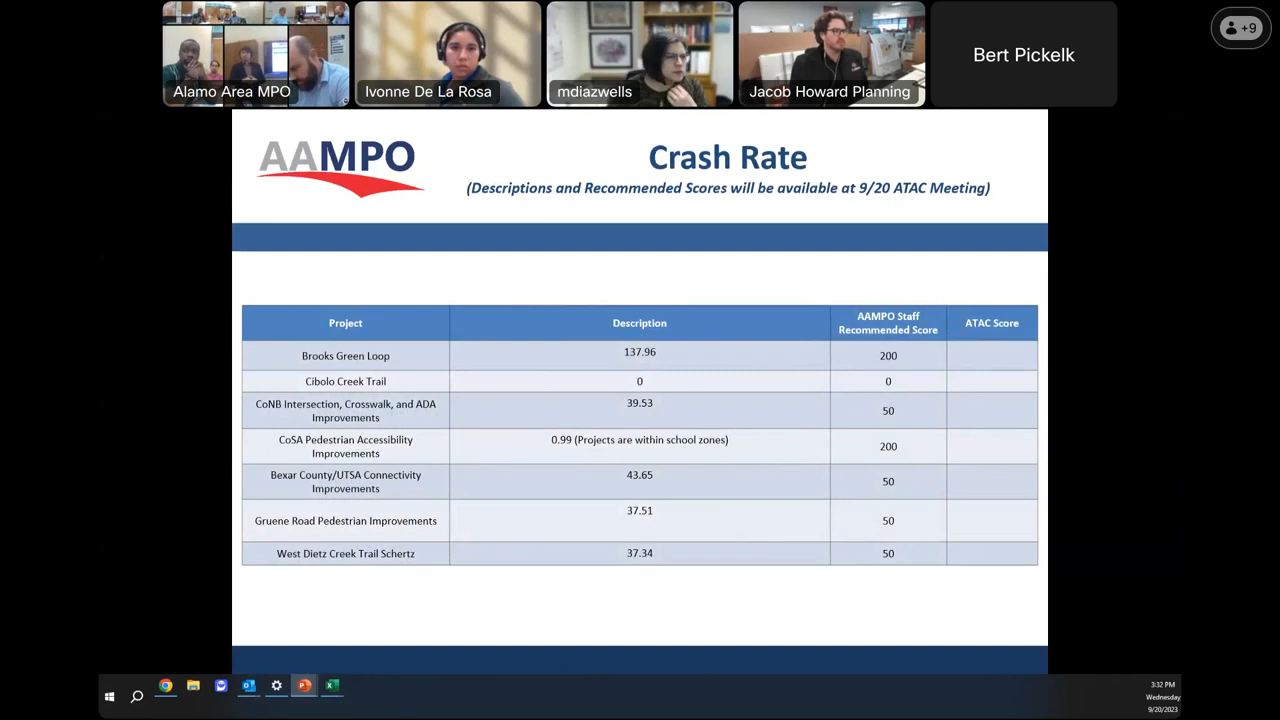 Alamo Area MPO
Ivonne De La Rosa
mdiazwells
Jacob Howard Planning
Bert Pickelk
+9
AAMPO
Crash Rate
(Descriptions and Recommended Scores will be available at 9/20 ATAC Meeting)
Project
Description
AAMPO Staff
Recommended Score
ATAC Score
Brooks Green Loop
137.96
200
Cibolo Creek Trail
0
0
CoNB Intersection, Crosswalk, and ADA
Improvements
39.53
50
CoSA Pedestrian Accessibility
Improvements
0.99 (Projects are within school zones)
200
Bexar County/UTSA Connectivity
Improvements
43.65
50
Gruene Road Pedestrian Improvements
37.51
50
West Dietz Creek Trail Schertz
37.34
50
3:32 PM
Wednesday
9/20/2023